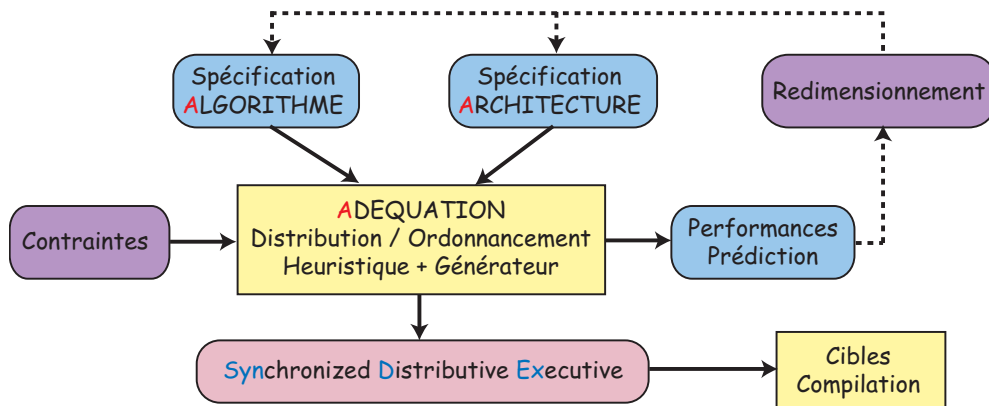 Spécification
ALGORITHME
Spécification
ARCHITECTURE
Redimensionnement
Contraintes
ADEQUATION
Distribution / Ordonnancement
Heuristique + Générateur
Performances
Prédiction
Synchronized Distributive Executive
Cibles
Compilation